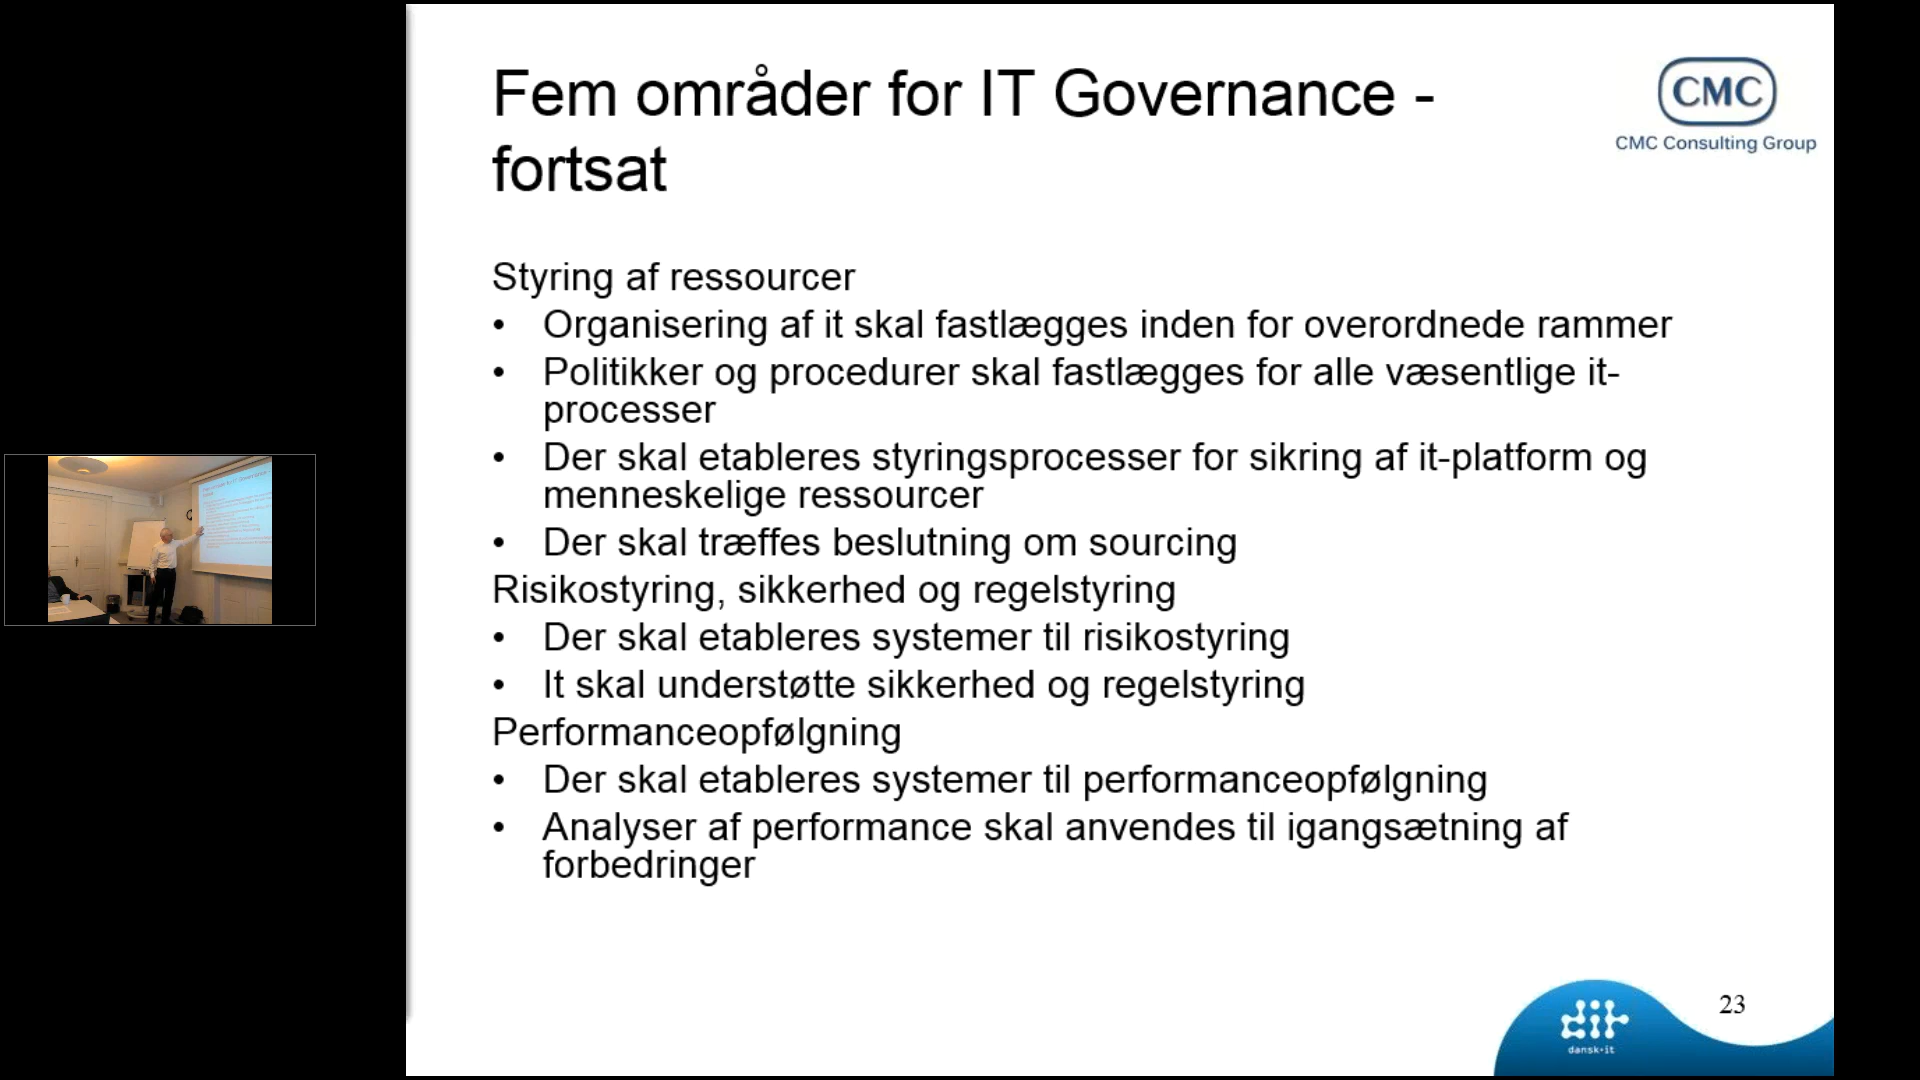 Fem områder for IT Governance -
fortsat
CMC
CMC Consulting Group
Styring af ressourcer
• Organisering af it skal fastlægges inden for overordnede rammer
• Politikker og procedurer skal fastlægges for alle væsentlige it-
processer
• Der skal etableres styringsprocesser for sikring af it-platform og
menneskelige ressourcer
• Der skal træffes beslutning om sourcing
Risikostyring, sikkerhed og regelstyring
• Der skal etableres systemer til risikostyring
• It skal understøtte sikkerhed og regelstyring
Performanceopfølgning
• Der skal etableres systemer til performanceopfølgning
• Analyser af performance skal anvendes til igangsætning af
forbedringer
23
dit
dansk-it